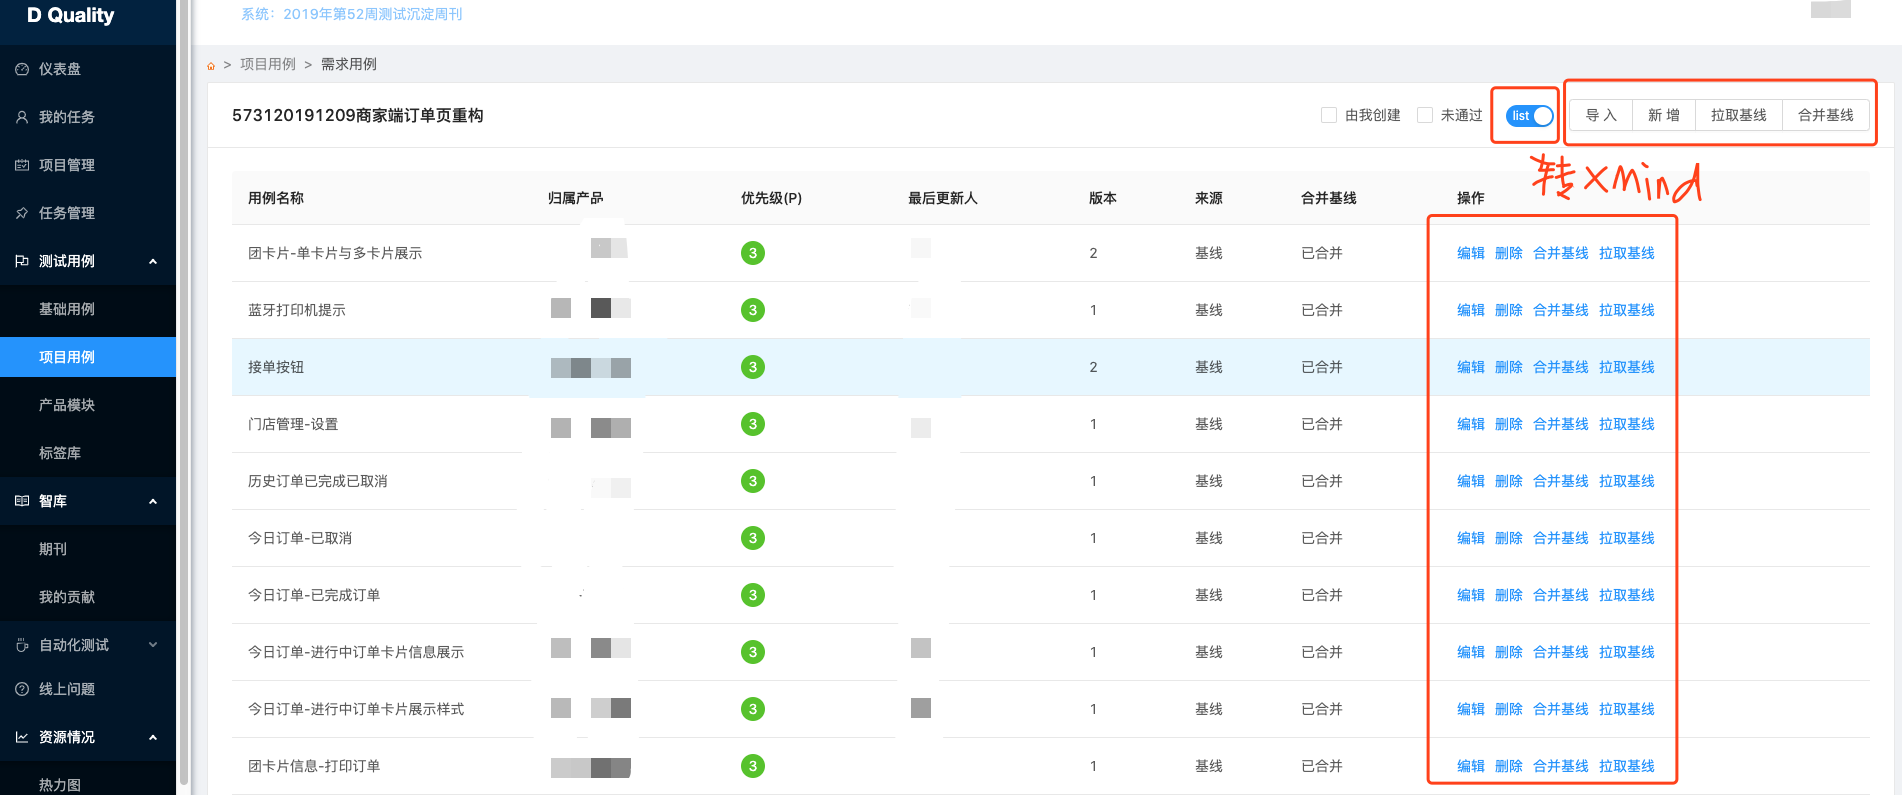 D Quality
系统：2019年第52周测试沉淀周刊
仪表盘
我的任务
项目管理
任务管理
测试用例
基础用例
项目用例
产品模块
标签库
智库
期刊
我的贡献
自动化测试
线上问题
资源情况
热力图
> 项目用例 > 需求用例
573120191209商家端订单页重构
由我创建 未通过 list 导 入 新 增 拉取基线 合并基线
转xmind
用例名称 归属产品 优先级(P) 最后更新人 版本 来源 合并基线 操作
团卡片-单卡片与多卡片展示 3 2 基线 已合并 编辑 删除 合并基线 拉取基线
蓝牙打印机提示 3 1 基线 已合并 编辑 删除 合并基线 拉取基线
接单按钮 3 2 基线 已合并 编辑 删除 合并基线 拉取基线
门店管理-设置 3 1 基线 已合并 编辑 删除 合并基线 拉取基线
历史订单已完成已取消 3 1 基线 已合并 编辑 删除 合并基线 拉取基线
今日订单-已取消 3 1 基线 已合并 编辑 删除 合并基线 拉取基线
今日订单-已完成订单 3 1 基线 已合并 编辑 删除 合并基线 拉取基线
今日订单-进行中订单卡片信息展示 3 1 基线 已合并 编辑 删除 合并基线 拉取基线
今日订单-进行中订单卡片展示样式 3 1 基线 已合并 编辑 删除 合并基线 拉取基线
团卡片信息-打印订单 3 1 基线 已合并 编辑 删除 合并基线 拉取基线